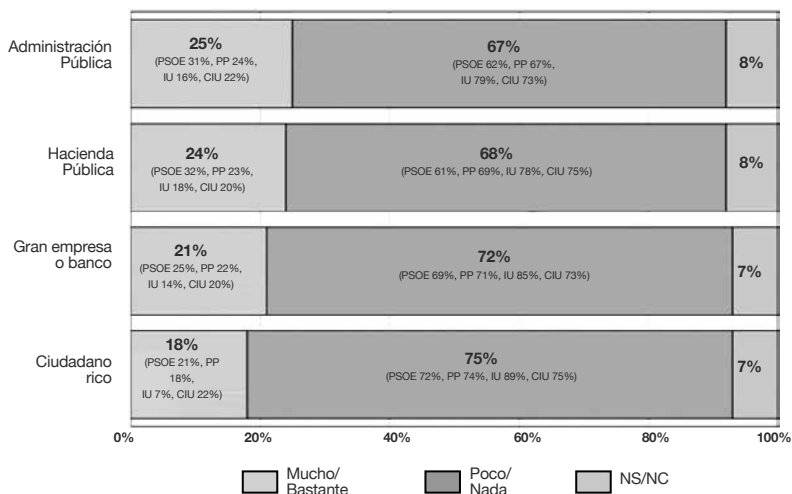 Administración
Pública
25%
(PSOE 31%, PP 24%,
IU 16%, CIU 22%)
67%
(PSOE 62%, PP 67%,
IU 79%, CIU 73%)
8%
Hacienda
Pública
24%
(PSOE 32%, PP 23%,
IU 18%, CIU 20%)
68%
(PSOE 61%, PP 69%, IU 78%, CIU 75%)
8%
Gran empresa
o banco
21%
(PSOE 25%, PP 22%,
IU 14%, CIU 20%)
72%
(PSOE 69%, PP 71%, IU 85%, CIU 73%)
7%
Ciudadano
rico
18%
(PSOE 21%, PP
18%,
IU 7%, CIU 22%)
75%
(PSOE 72%, PP 74%, IU 89%, CIU 75%)
7%
0% 20% 40% 60% 80% 100%
Mucho/
Bastante
Poco/
Nada
NS/NC